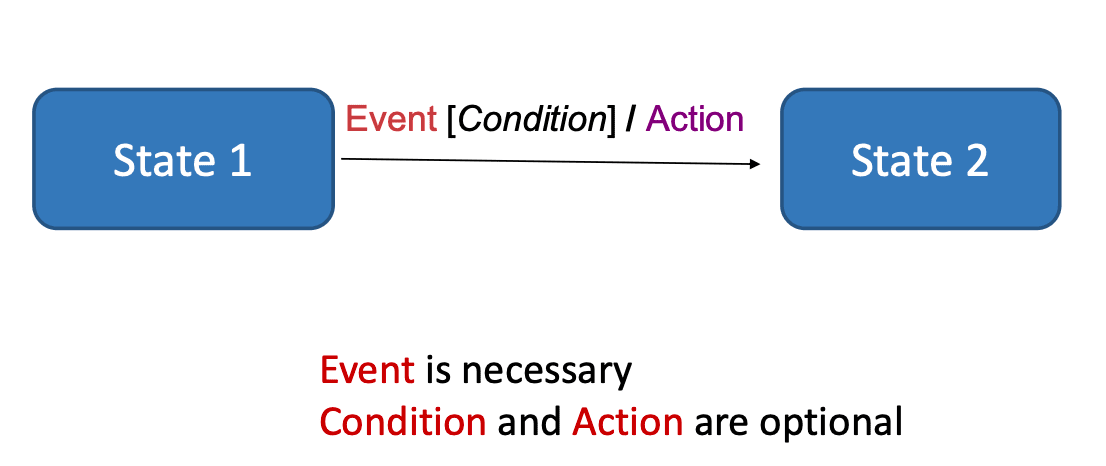 Event [Condition] / Action
State 1
State 2
Event is necessary
Condition and Action are optional